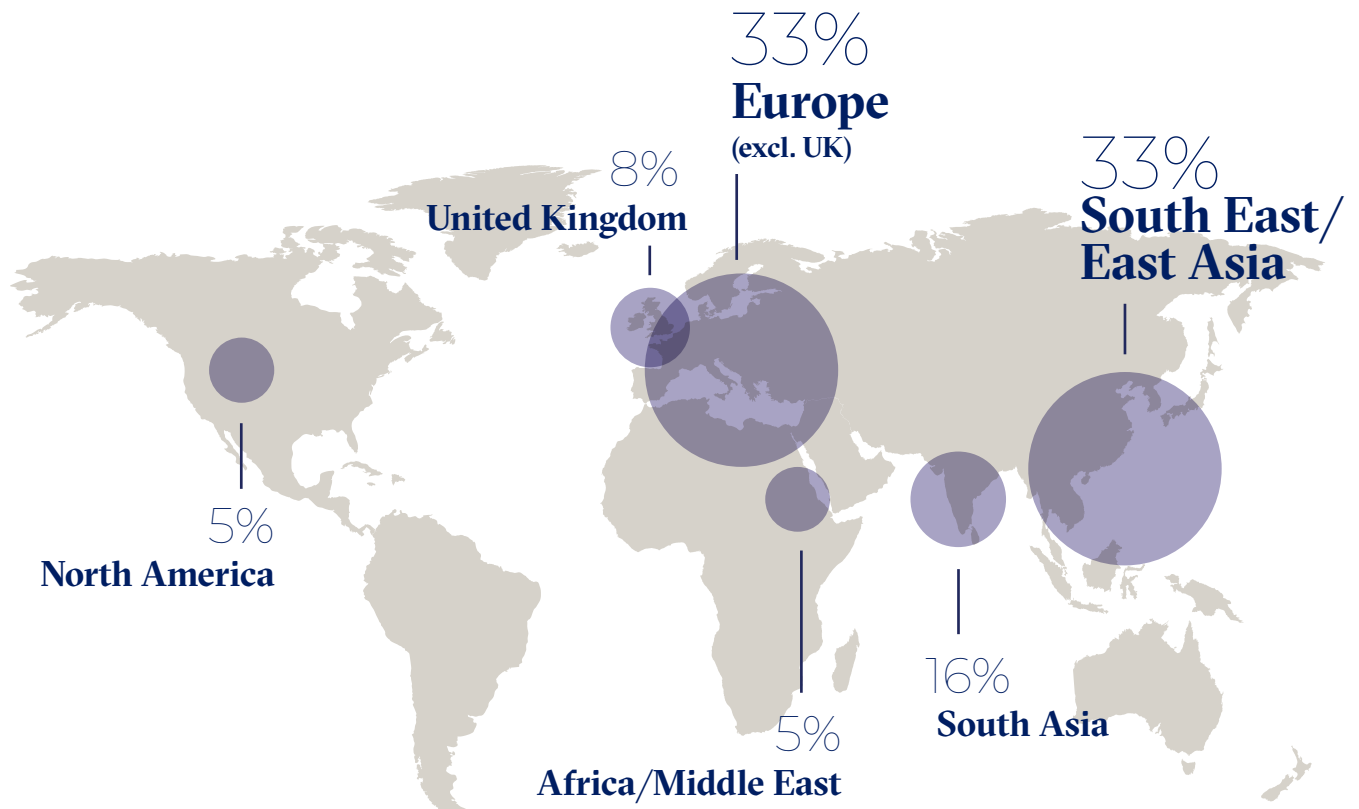 33%
Europe
(excl. UK)
8%
United Kingdom
33%
South East/
East Asia
5%
North America
16%
South Asia
5%
Africa/Middle East